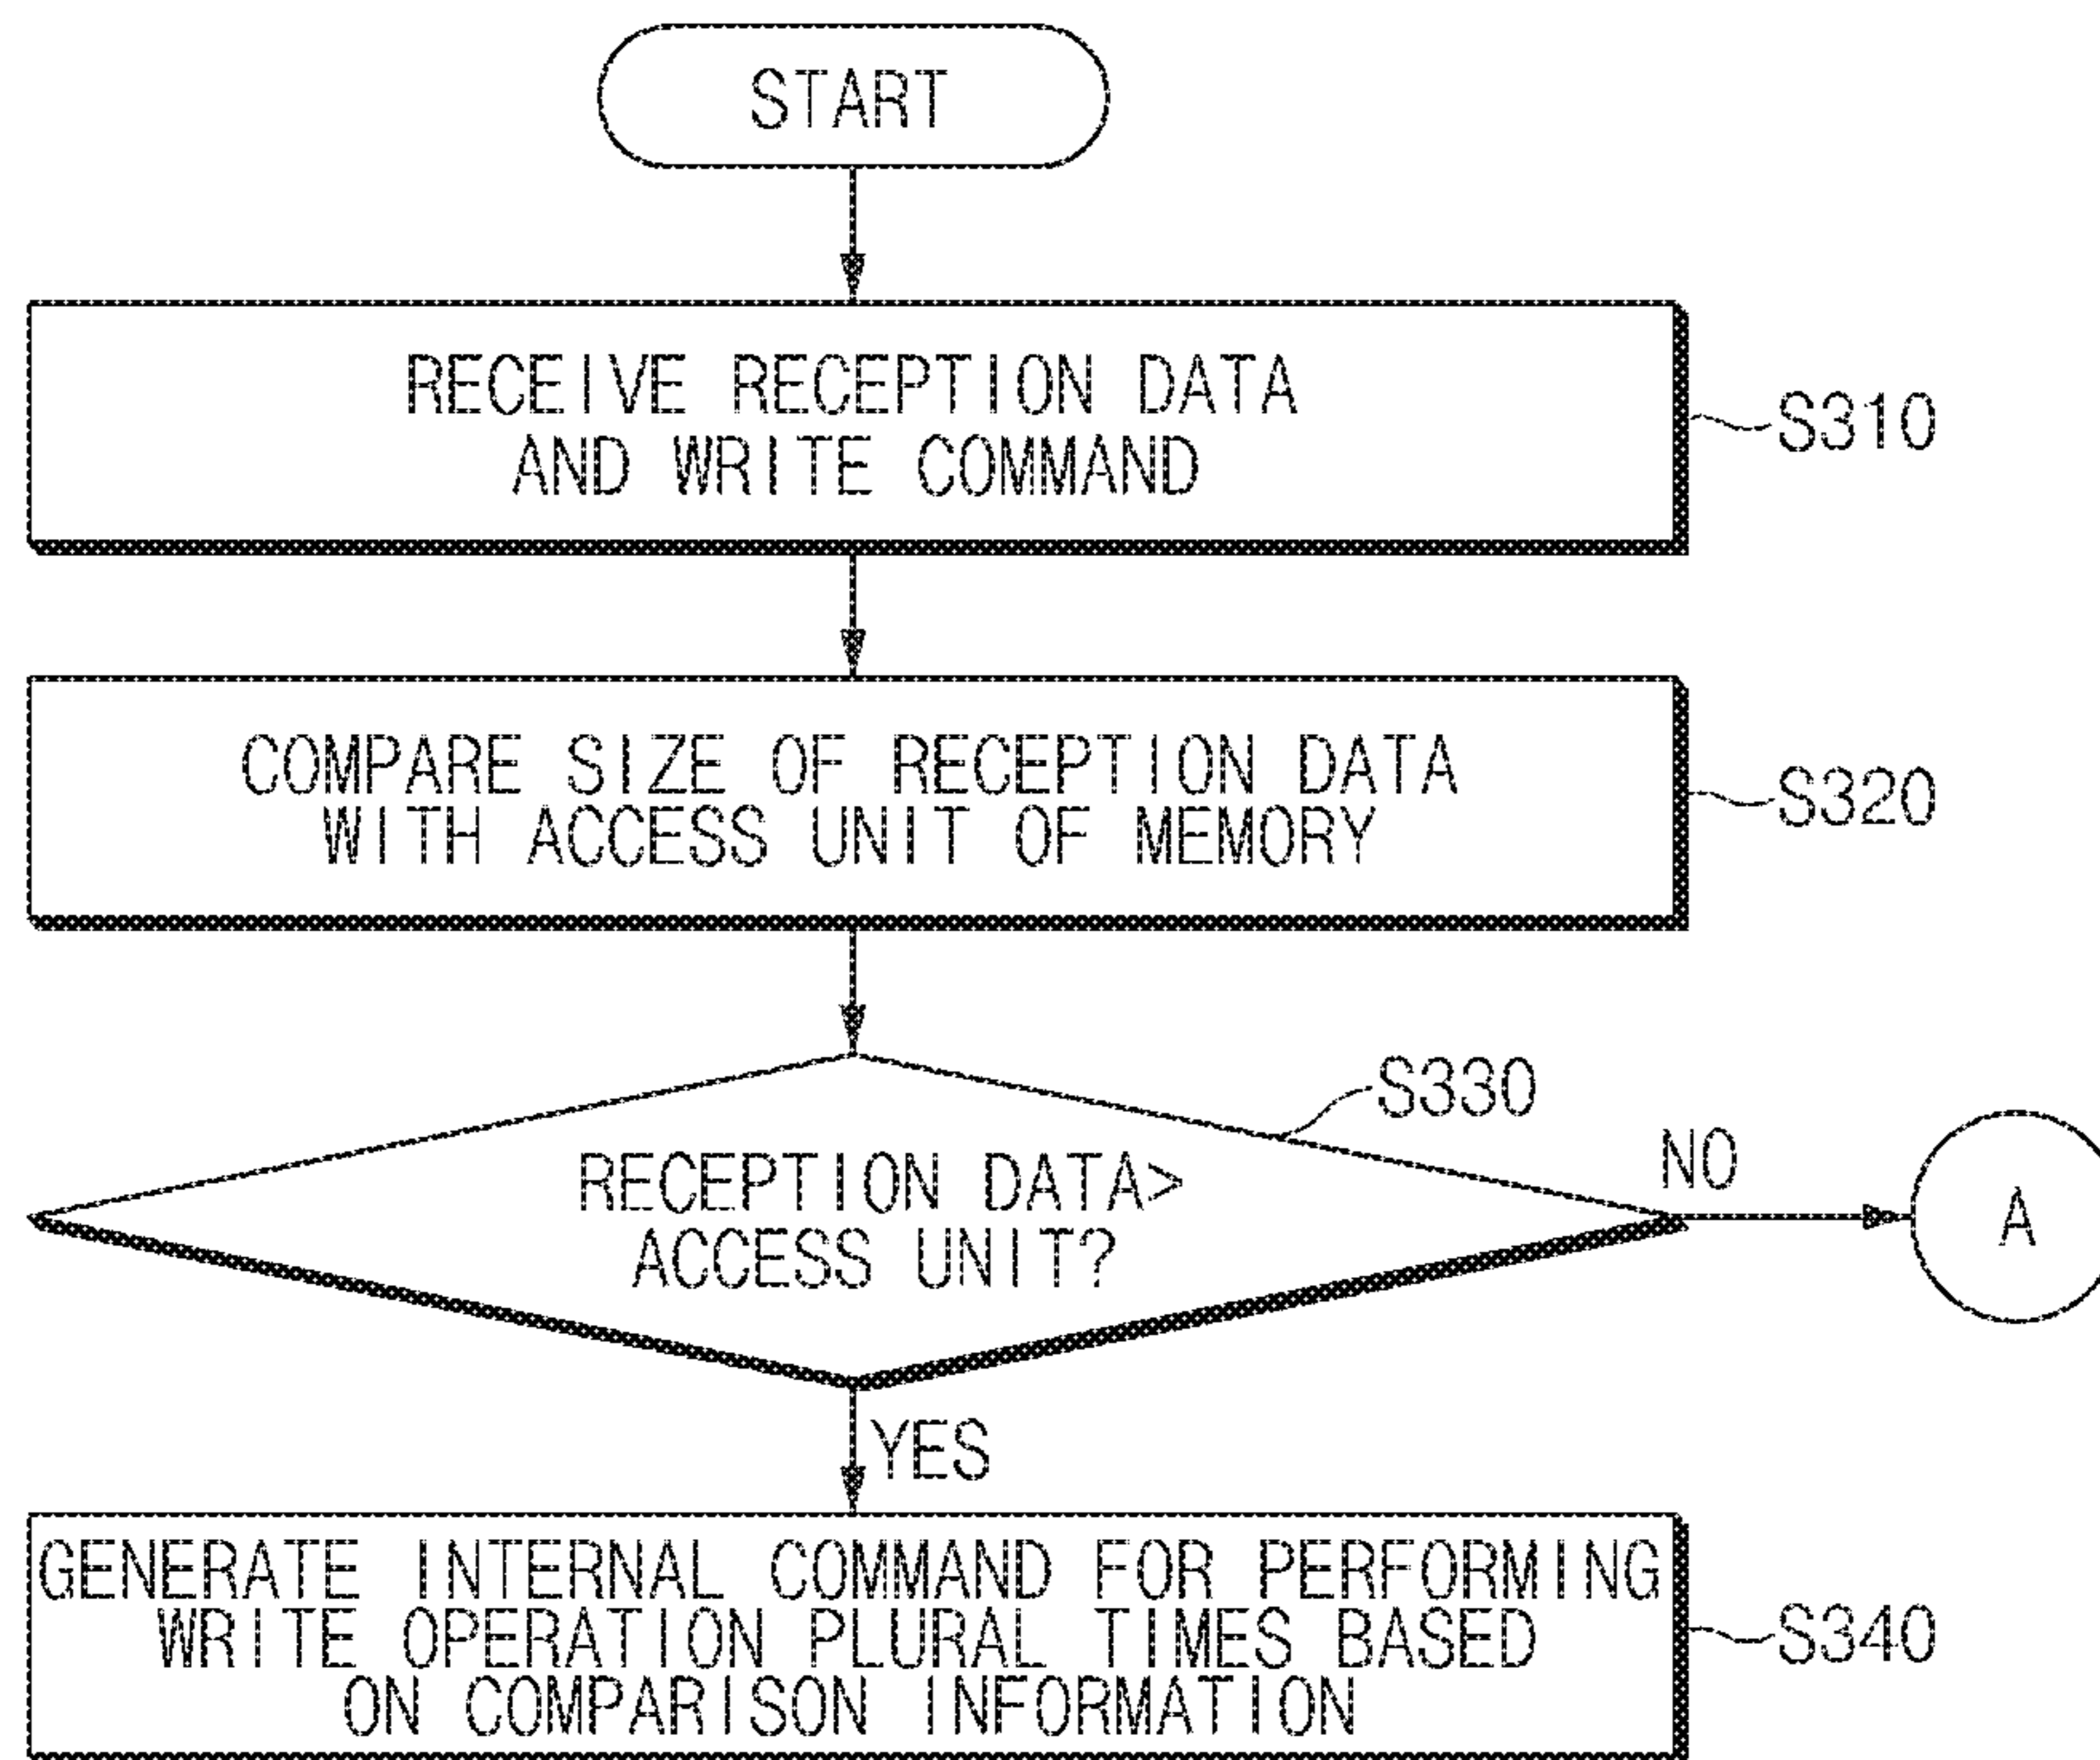 START
RECEIVE RECEPTION DATA
AND WRITE COMMAND
S310
COMPARE SIZE OF RECEPTION DATA
WITH ACCESS UNIT OF MEMORY
S320
S330
RECEPTION DATA>
ACCESS UNIT?
NO
A
YES
GENERATE INTERNAL COMMAND FOR PERFORMING
WRITE OPERATION PLURAL TIMES BASED
ON COMPARISON INFORMATION
S340